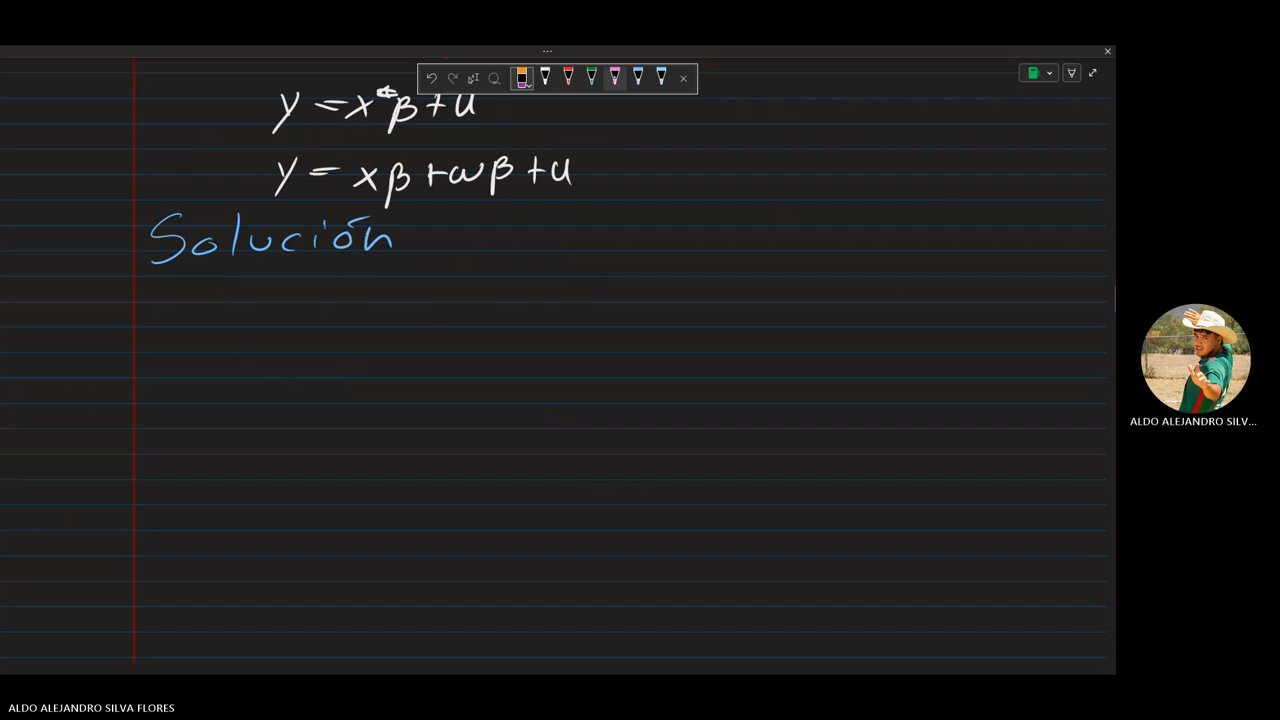 y = x*β + u
y = xβ + ωβ + u
Solución
ALDO ALEJANDRO SILV...
ALDO ALEJANDRO SILVA FLORES